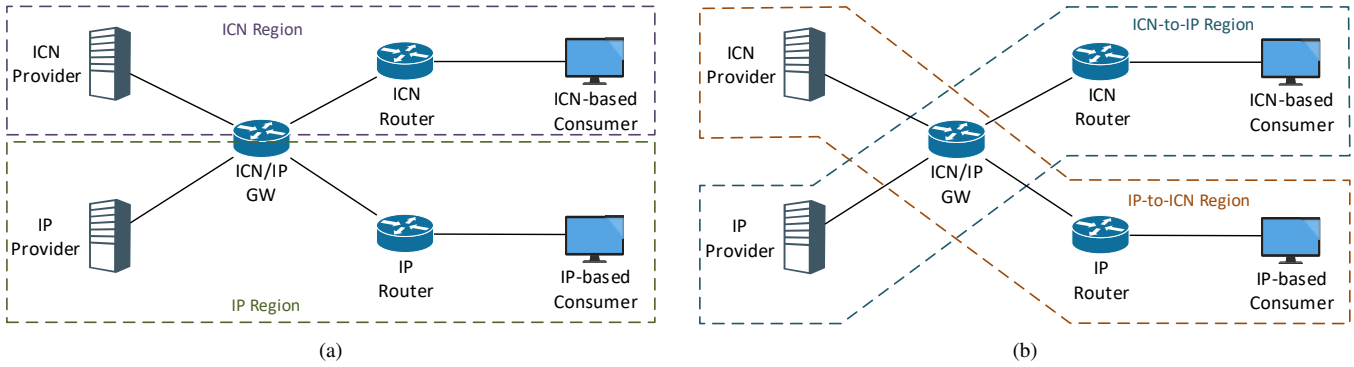 ICN Region
ICN
Provider
ICN
Router
ICN-based
Consumer
ICN/IP
GW
IP
Provider
IP
Router
IP-based
Consumer
IP Region
(a)
ICN-to-IP Region
ICN
Provider
ICN
Router
ICN-based
Consumer
ICN/IP
GW
IP-to-ICN Region
IP
Provider
IP
Router
IP-based
Consumer
(b)